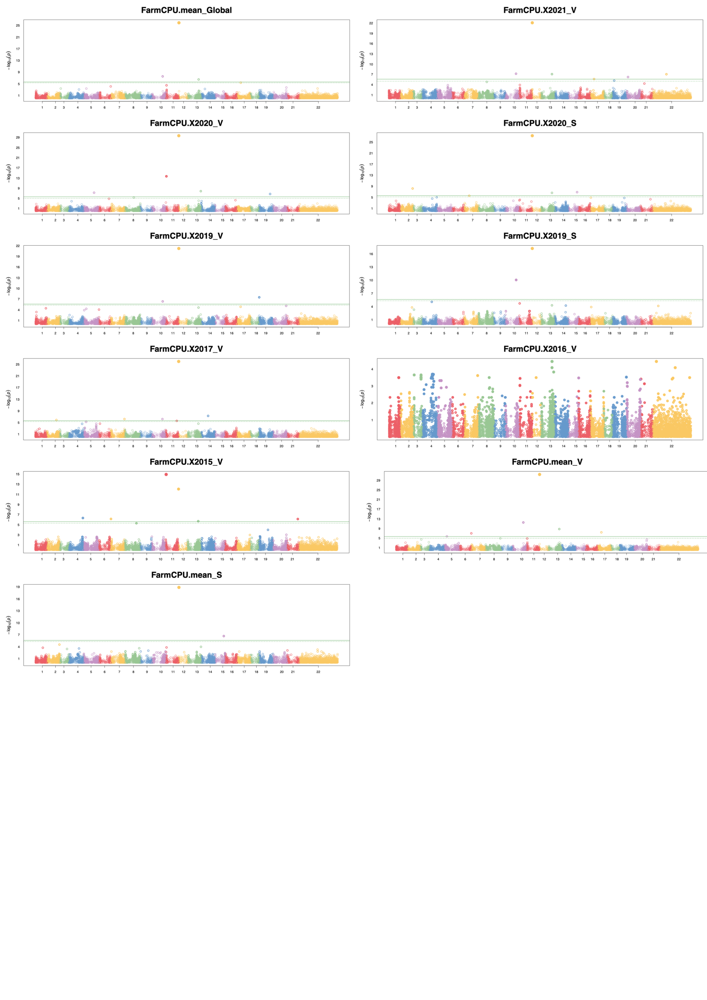 FarmCPU.mean_Global
−log10(p)
25
21
17
13
9
5
1
1 2 3 4 5 6 7 8 9 10 11 12 13 14 15 16 17 18 19 20 21 22
FarmCPU.X2021_V
−log10(p)
22
19
16
13
10
7
4
1
1 2 3 4 5 6 7 8 9 10 11 12 13 14 15 16 17 18 19 20 21 22
FarmCPU.X2020_V
−log10(p)
29
25
21
17
13
9
5
1
1 2 3 4 5 6 7 8 9 10 11 12 13 14 15 16 17 18 19 20 21 22
FarmCPU.X2020_S
−log10(p)
25
21
17
13
9
5
1
1 2 3 4 5 6 7 8 9 10 11 12 13 14 15 16 17 18 19 20 21 22
FarmCPU.X2019_V
−log10(p)
22
19
16
13
10
7
4
1
1 2 3 4 5 6 7 8 9 10 11 12 13 14 15 16 17 18 19 20 21 22
FarmCPU.X2019_S
−log10(p)
16
13
10
7
4
1
1 2 3 4 5 6 7 8 9 10 11 12 13 14 15 16 17 18 19 20 21 22
FarmCPU.X2017_V
−log10(p)
25
21
17
13
9
5
1
1 2 3 4 5 6 7 8 9 10 11 12 13 14 15 16 17 18 19 20 21 22
FarmCPU.X2016_V
−log10(p)
4
3
2
1
1 2 3 4 5 6 7 8 9 10 11 12 13 14 15 16 17 18 19 20 21 22
FarmCPU.X2015_V
−log10(p)
15
13
11
9
7
5
3
1
1 2 3 4 5 6 7 8 9 10 11 12 13 14 15 16 17 18 19 20 21 22
FarmCPU.mean_V
−log10(p)
29
25
21
17
13
9
5
1
1 2 3 4 5 6 7 8 9 10 11 12 13 14 15 16 17 18 19 20 21 22
FarmCPU.mean_S
−log10(p)
19
16
13
10
7
4
1
1 2 3 4 5 6 7 8 9 10 11 12 13 14 15 16 17 18 19 20 21 22